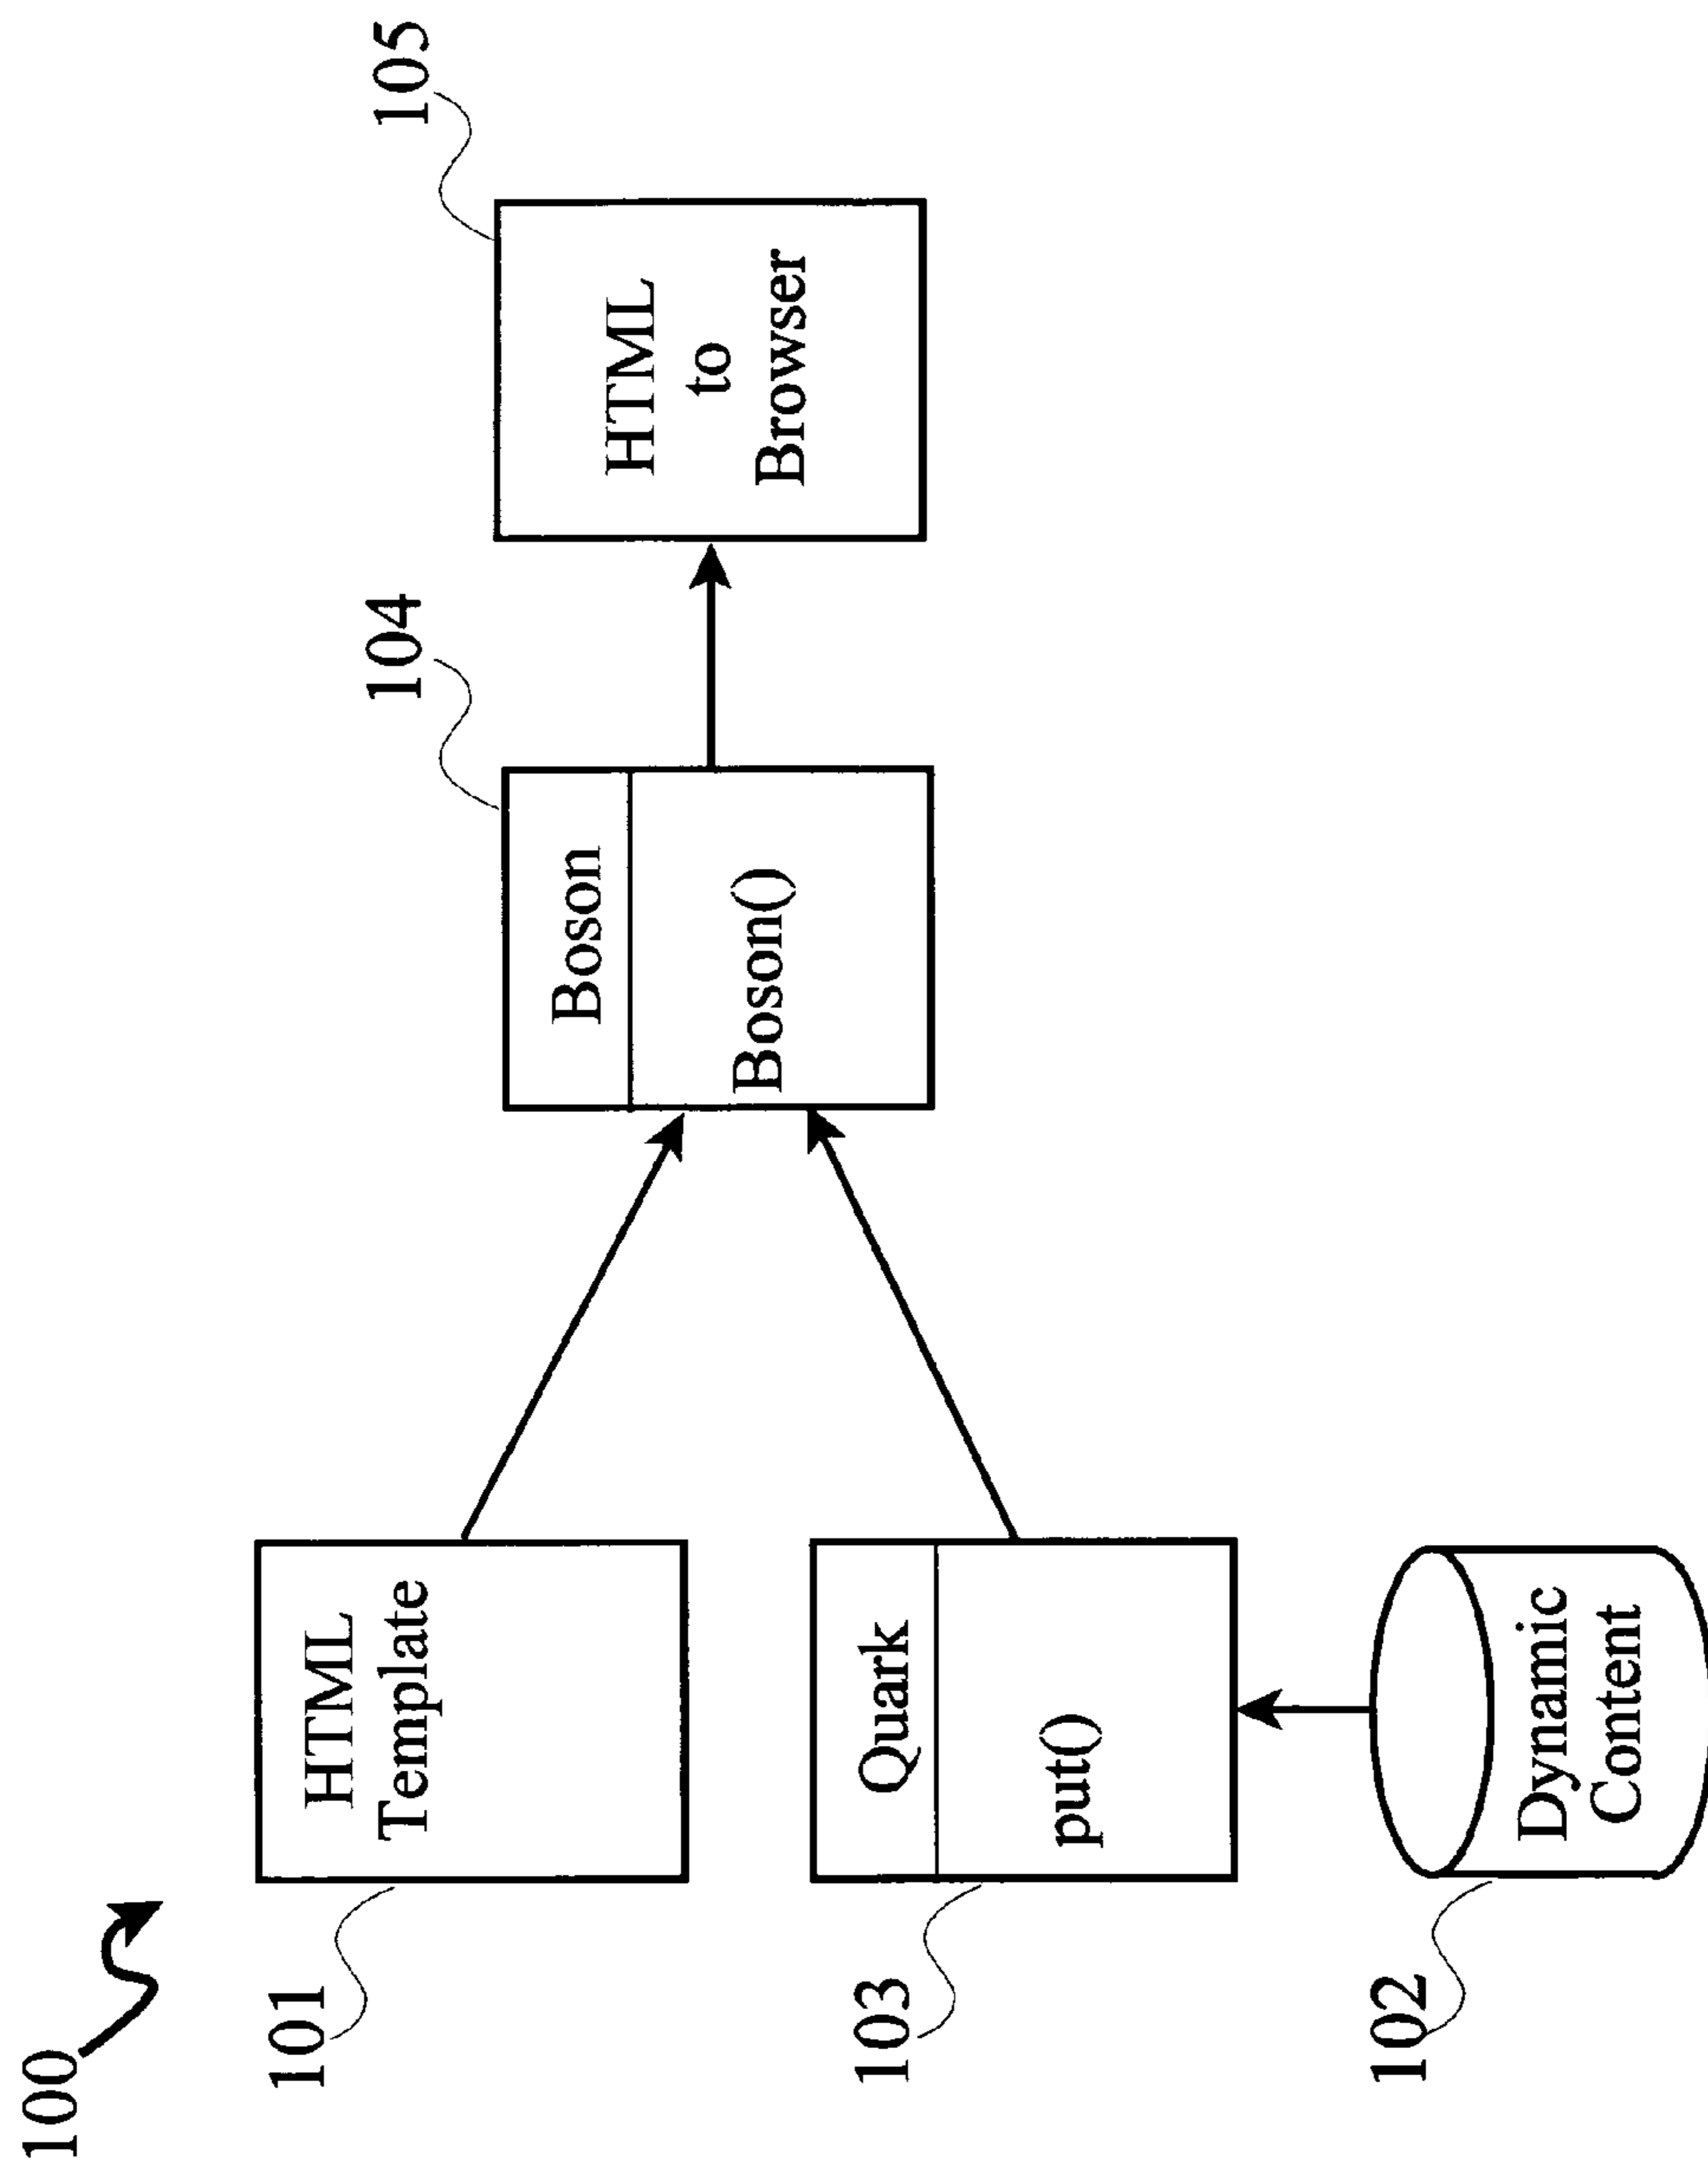 100
101
HTML
Template
103
Quark
put()
102
Dynamic
Content
104
Boson
Boson()
105
HTML
to
Browser